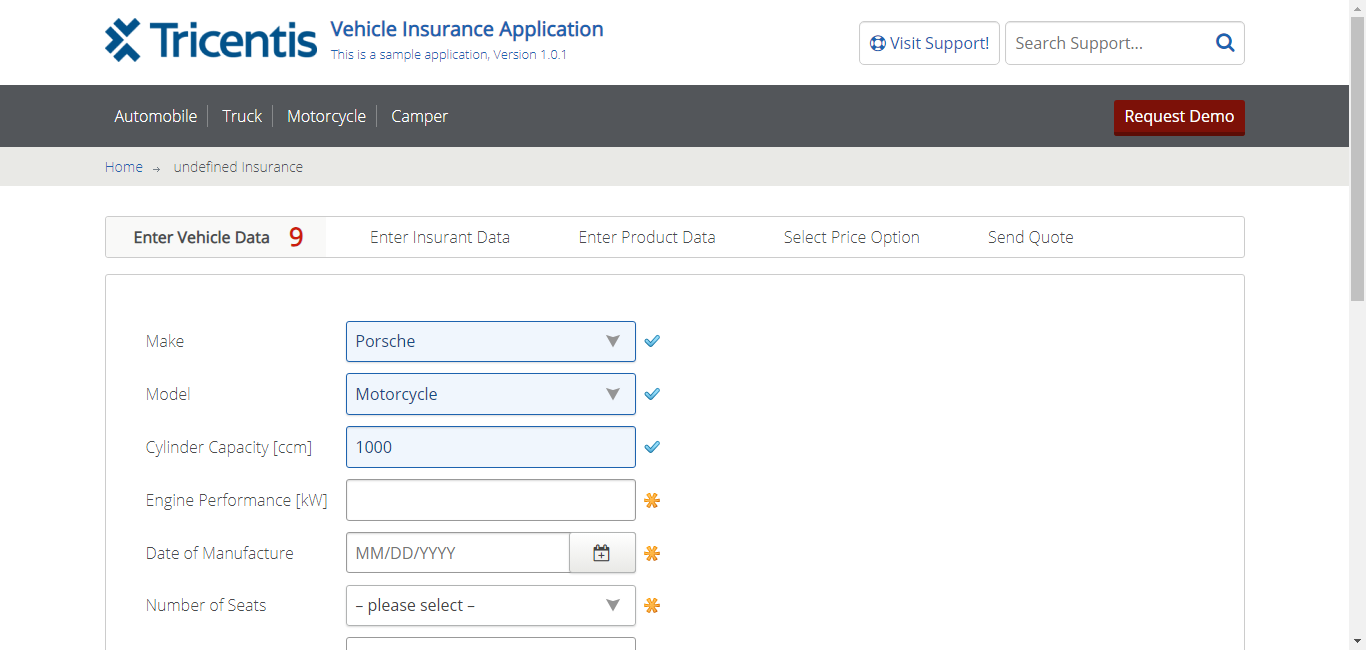 Tricentis
Vehicle Insurance Application
This is a sample application, Version 1.0.1
Visit Support!
Search Support...
Automobile
Truck
Motorcycle
Camper
Request Demo
Home → undefined Insurance
Enter Vehicle Data 9
Enter Insurant Data
Enter Product Data
Select Price Option
Send Quote
Make
Porsche
Model
Motorcycle
Cylinder Capacity [ccm]
1000
Engine Performance [kW]
Date of Manufacture
MM/DD/YYYY
Number of Seats
– please select –